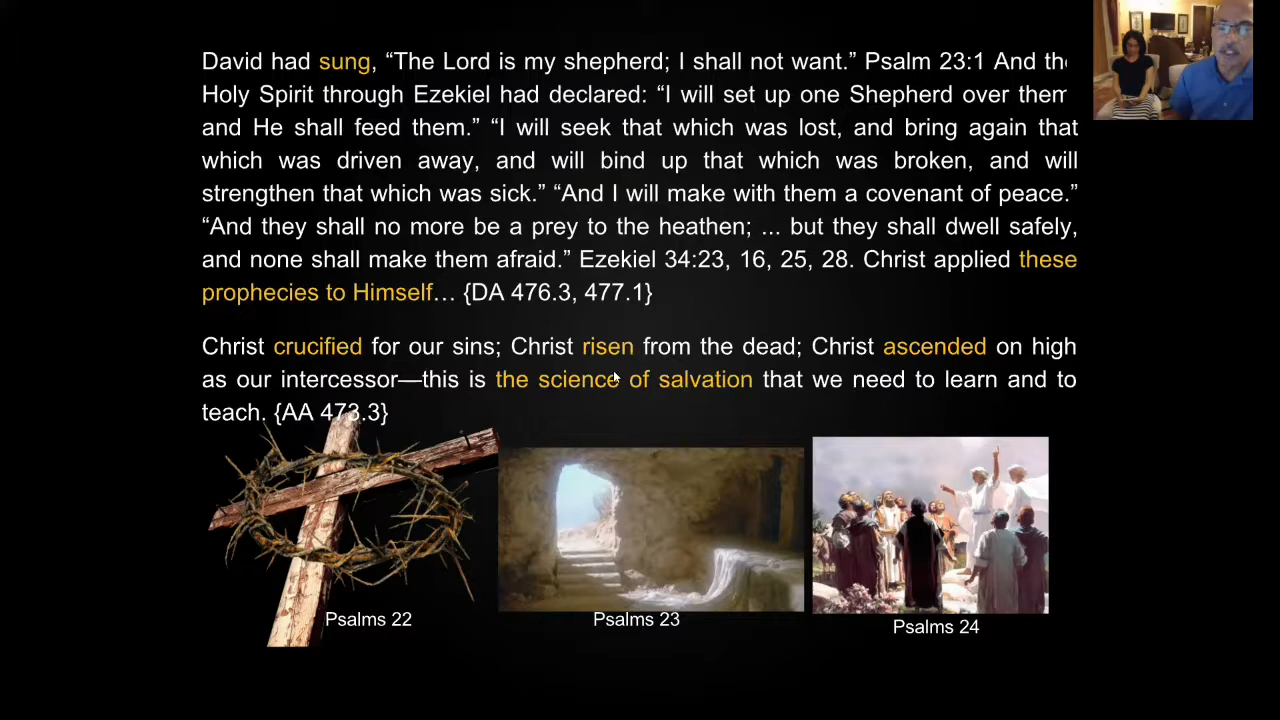 David had sung, “The Lord is my shepherd; I shall not want.” Psalm 23:1 And the
Holy Spirit through Ezekiel had declared: “I will set up one Shepherd over them
and He shall feed them.” “I will seek that which was lost, and bring again that
which was driven away, and will bind up that which was broken, and will
strengthen that which was sick.” “And I will make with them a covenant of peace.”
“And they shall no more be a prey to the heathen; ... but they shall dwell safely,
and none shall make them afraid.” Ezekiel 34:23, 16, 25, 28. Christ applied these
prophecies to Himself… {DA 476.3, 477.1}
Christ crucified for our sins; Christ risen from the dead; Christ ascended on high
as our intercessor—this is the science of salvation that we need to learn and to
teach. {AA 473.3}
Psalms 22
Psalms 23
Psalms 24